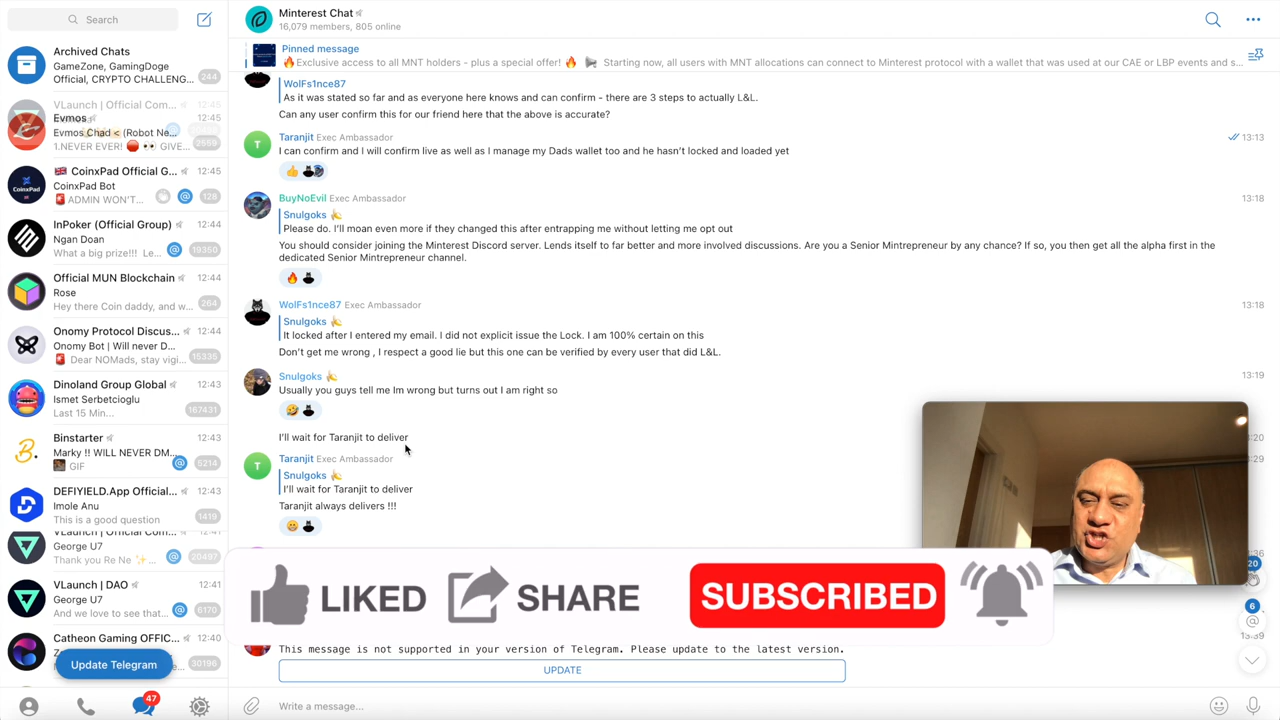 Search
Archived Chats
GameZone, GamingDoge
Official, CRYPTO CHALLENG...
244
VLaunch | Official Com... 12:45
Evmos 12:45
Evmos Chad < (Robot Ne...
1.NEVER EVER! GIVE... 2559
CoinxPad Official G... 12:45
CoinxPad Bot
ADMIN WON'T... @ 128
InPoker (Official Group) 12:44
Ngan Doan
What a big prize!!! Le... @ 19350
Official MUN Blockchain 12:44
Rose
Hey there Coin daddy, and w... 264
Onomy Protocol Discus... 12:44
Onomy Bot | Will never D...
Dear NOMads, stay vigi... 15335
Dinoland Group Global 12:43
Ismet Serbetcioglu
Last 15 Min... 167431
Binstarter 12:43
Marky !! WILL NEVER DM...
GIF @ 5214
DEFIYIELD.App Official... 12:43
Imole Anu
This is a good question 1419
VLaunch | Official Com... 12:41
George U7
Thank you Re Ne ... @ 20497
VLaunch | DAO 12:41
George U7
And we love to see that... @ 6170
Catheon Gaming OFFIC... 12:40
30196
Update Telegram
47
Minterest Chat
16,079 members, 805 online
Pinned message
🔥Exclusive access to all MNT holders - plus a special offer! 🔥 📢 Starting now, all users with MNT allocations can connect to Minterest protocol with a wallet that was used at our CAE or LBP events and s...
WolFs1nce87
As it was stated so far and as everyone here knows and can confirm - there are 3 steps to actually L&L.
Can any user confirm this for our friend here that the above is accurate?
Taranjit Exec Ambassador 13:13
I can confirm and I will confirm live as well as I manage my Dads wallet too and he hasn't locked and loaded yet
BuyNoEvil Exec Ambassador 13:18
Snulgoks
Please do. I'll moan even more if they changed this after entrapping me without letting me opt out
You should consider joining the Minterest Discord server. Lends itself to far better and more involved discussions. Are you a Senior Mintrepreneur by any chance? If so, you then get all the alpha first in the
dedicated Senior Mintrepreneur channel.
WolFs1nce87 Exec Ambassador 13:18
Snulgoks
It locked after I entered my email. I did not explicit issue the Lock. I am 100% certain on this
Don't get me wrong , I respect a good lie but this one can be verified by every user that did L&L.
Snulgoks 13:19
Usually you guys tell me Im wrong but turns out I am right so
I'll wait for Taranjit to deliver
Taranjit Exec Ambassador
Snulgoks
I'll wait for Taranjit to deliver
Taranjit always delivers !!!
LIKED SHARE SUBSCRIBED
20
6
@
This message is not supported in your version of Telegram. Please update to the latest version.
UPDATE
Write a message...